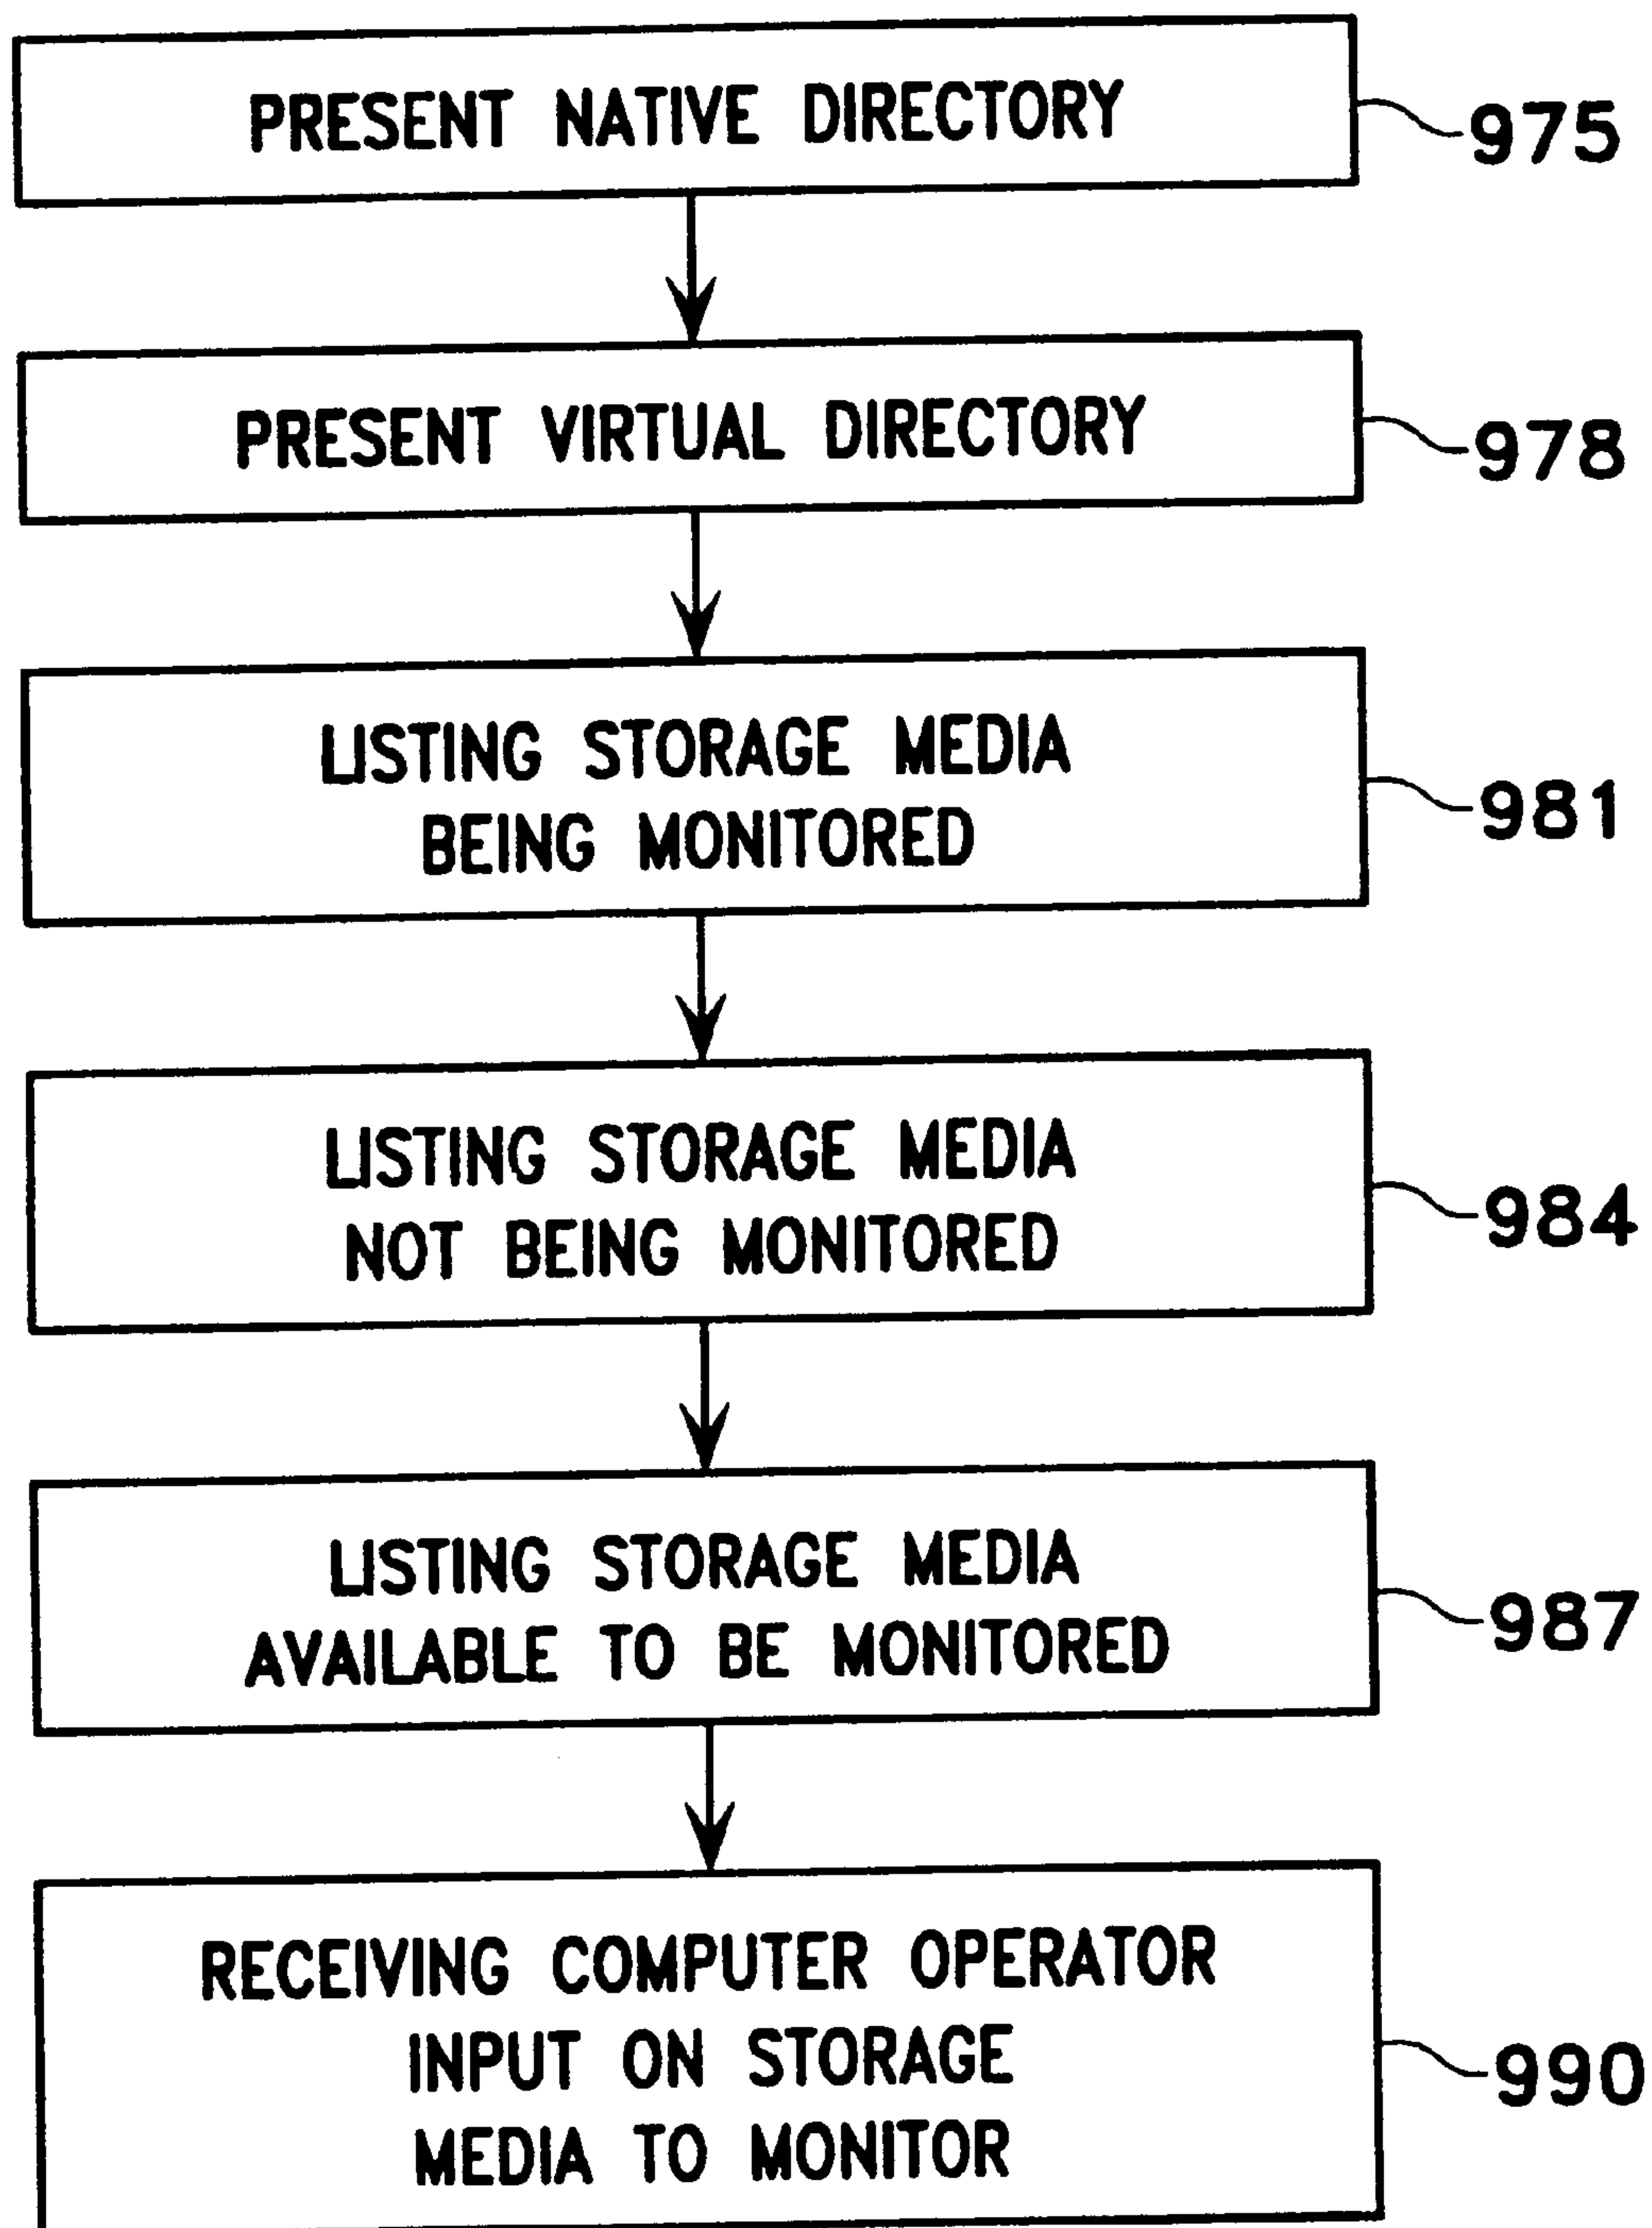 PRESENT NATIVE DIRECTORY
975
PRESENT VIRTUAL DIRECTORY
978
LISTING STORAGE MEDIA
BEING MONITORED
981
LISTING STORAGE MEDIA
NOT BEING MONITORED
984
LISTING STORAGE MEDIA
AVAILABLE TO BE MONITORED
987
RECEIVING COMPUTER OPERATOR
INPUT ON STORAGE
MEDIA TO MONITOR
990